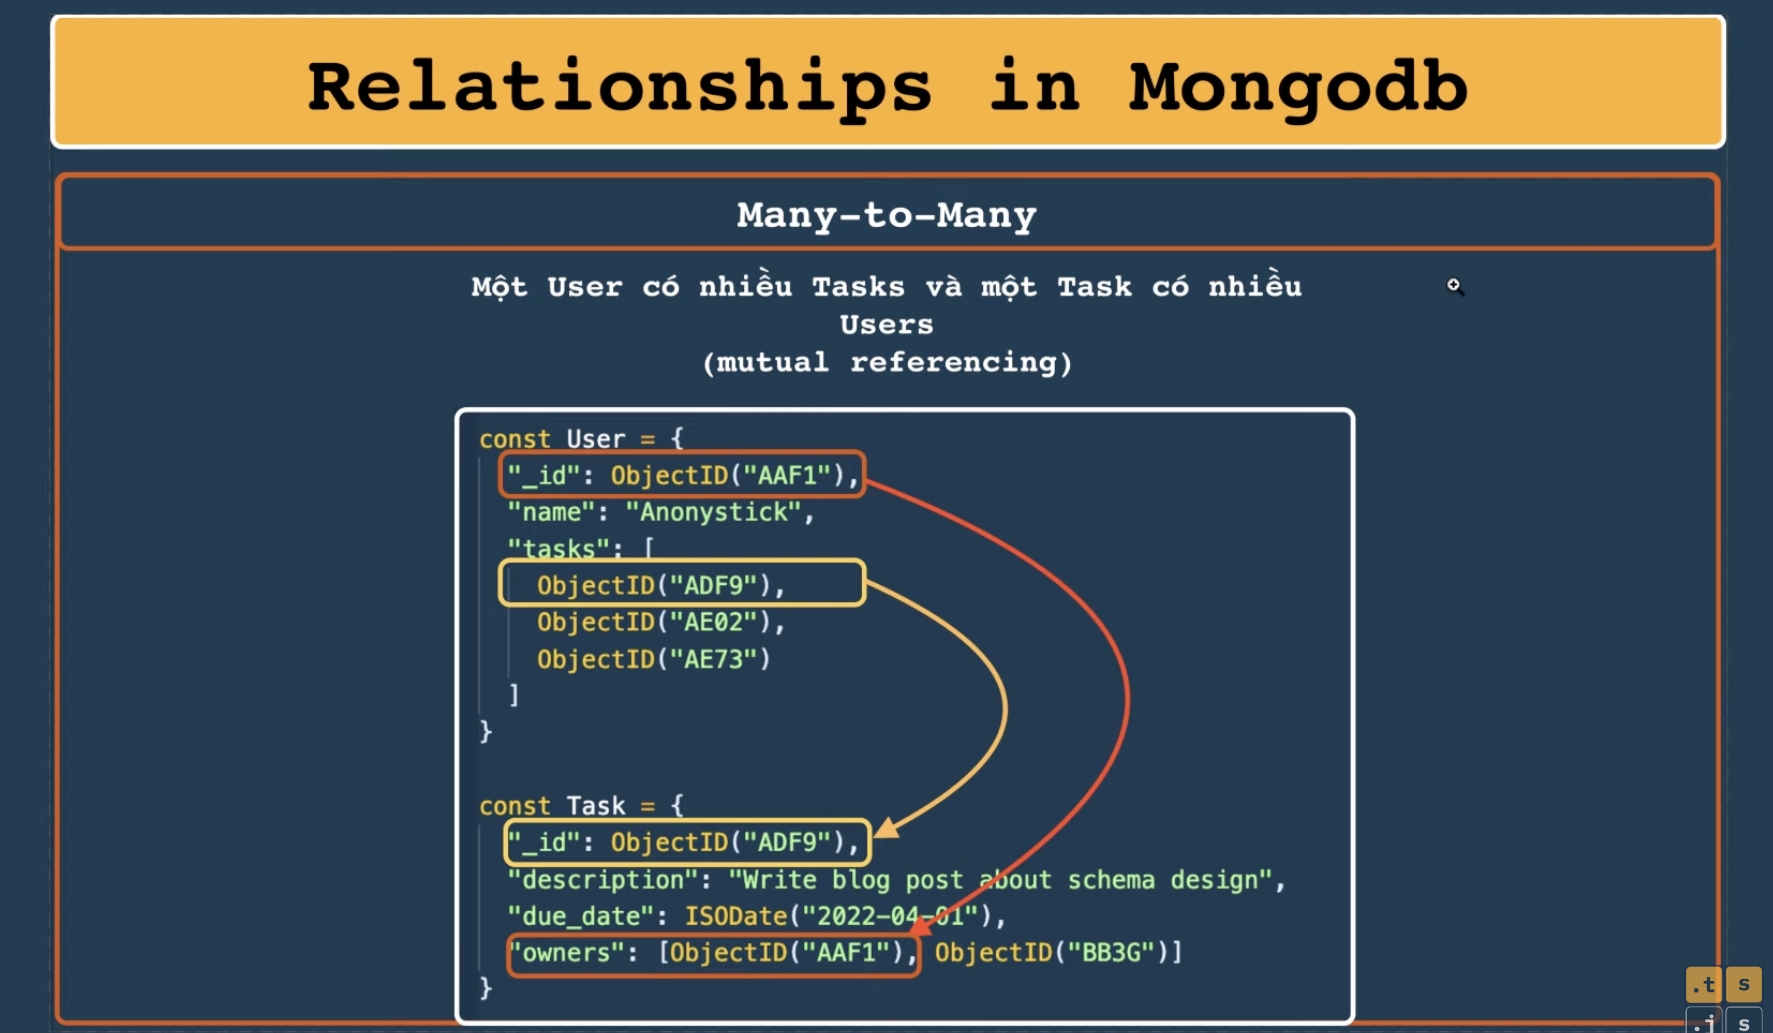 Relationships in Mongodb
Many-to-Many
Một User có nhiều Tasks và một Task có nhiều
Users
(mutual referencing)
const User = {
"_id": ObjectID("AAF1"),
"name": "Anonystick",
"tasks": [
ObjectID("ADF9"),
ObjectID("AE02"),
ObjectID("AE73")
]
}
const Task = {
"_id": ObjectID("ADF9"),
"description": "Write blog post about schema design",
"due_date": ISODate("2022-04-01"),
"owners": [ObjectID("AAF1"), ObjectID("BB3G")]
}
.t s
.j s